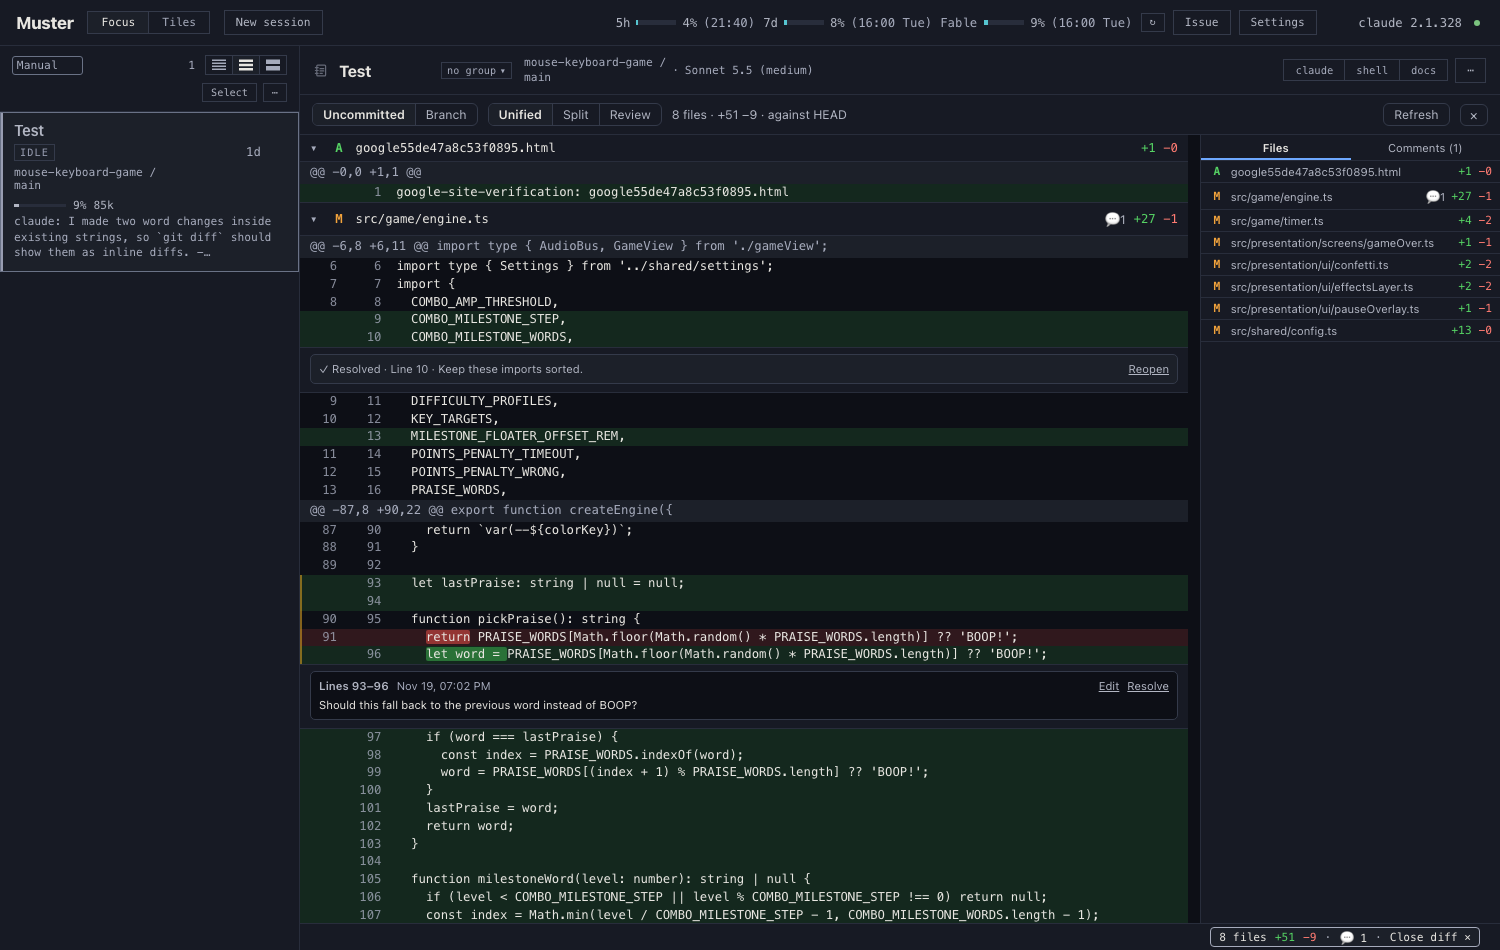 Muster Focus Tiles New session 5h 4% (21:40) 7d 8% (16:00 Tue) Fable 9% (16:00 Tue) ↻ Issue Settings claude 2.1.328
Manual 1
Select ⋯
Test
IDLE 1d
mouse-keyboard-game /
main
9% 85k
claude: I made two word changes inside
existing strings, so `git diff` should
show them as inline diffs. —…
Test no group ▾ mouse-keyboard-game /
main · Sonnet 5.5 (medium) claude shell docs ⋯
Uncommitted Branch Unified Split Review 8 files · +51 −9 · against HEAD Refresh ×
▾ A google55de47a8c53f0895.html +1 −0
@@ −0,0 +1,1 @@
1 google-site-verification: google55de47a8c53f0895.html
▾ M src/game/engine.ts 💬1 +27 −1
@@ −6,8 +6,11 @@ import type { AudioBus, GameView } from './gameView';
6 6 import type { Settings } from '../shared/settings';
7 7 import {
8 8 COMBO_AMP_THRESHOLD,
9 COMBO_MILESTONE_STEP,
10 COMBO_MILESTONE_WORDS,
✓ Resolved · Line 10 · Keep these imports sorted. Reopen
9 11 DIFFICULTY_PROFILES,
10 12 KEY_TARGETS,
13 MILESTONE_FLOATER_OFFSET_REM,
11 14 POINTS_PENALTY_TIMEOUT,
12 15 POINTS_PENALTY_WRONG,
13 16 PRAISE_WORDS,
@@ −87,8 +90,22 @@ export function createEngine({
87 90 return `var(--${colorKey})`;
88 91 }
89 92
93 let lastPraise: string | null = null;
94
90 95 function pickPraise(): string {
91 return PRAISE_WORDS[Math.floor(Math.random() * PRAISE_WORDS.length)] ?? 'BOOP!';
96 let word = PRAISE_WORDS[Math.floor(Math.random() * PRAISE_WORDS.length)] ?? 'BOOP!';
Lines 93–96 Nov 19, 07:02 PM Edit Resolve
Should this fall back to the previous word instead of BOOP?
97 if (word === lastPraise) {
98 const index = PRAISE_WORDS.indexOf(word);
99 word = PRAISE_WORDS[(index + 1) % PRAISE_WORDS.length] ?? 'BOOP!';
100 }
101 lastPraise = word;
102 return word;
103 }
104
105 function milestoneWord(level: number): string | null {
106 if (level < COMBO_MILESTONE_STEP || level % COMBO_MILESTONE_STEP !== 0) return null;
107 const index = Math.min(level / COMBO_MILESTONE_STEP - 1, COMBO_MILESTONE_WORDS.length - 1);
Files Comments (1)
A google55de47a8c53f0895.html +1 −0
M src/game/engine.ts 💬1 +27 −1
M src/game/timer.ts +4 −2
M src/presentation/screens/gameOver.ts +1 −1
M src/presentation/ui/confetti.ts +2 −2
M src/presentation/ui/effectsLayer.ts +2 −2
M src/presentation/ui/pauseOverlay.ts +1 −1
M src/shared/config.ts +13 −0
8 files +51 −9 · 💬 1 · Close diff ×